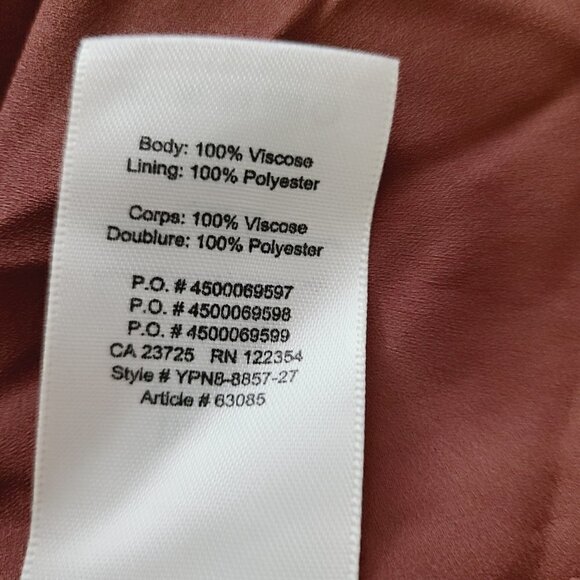 Body: 100% Viscose
Lining: 100% Polyester
Corps: 100% Viscose
Doublure: 100% Polyester
P.O. # 4500069597
P.O. # 4500069598
P.O. # 4500069599
CA 23725 RN 122354
Style # YPN8-8857-27
Article # 63085